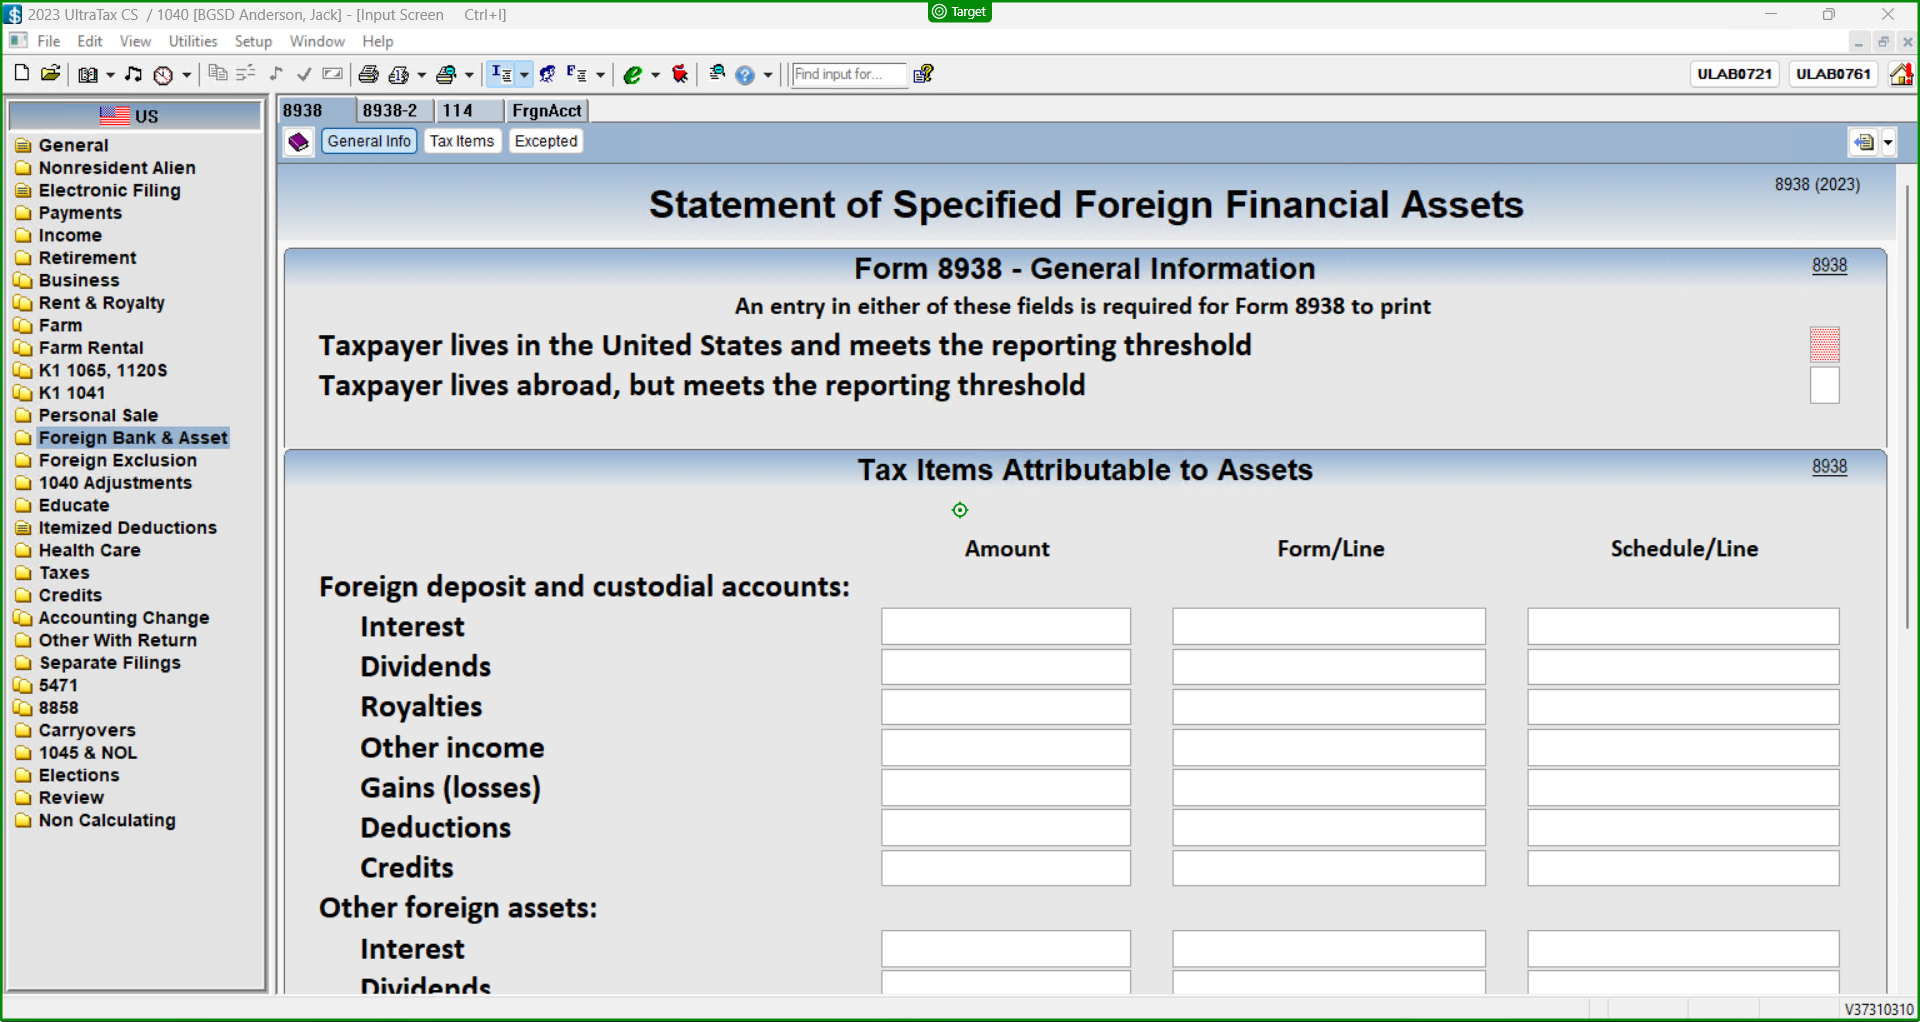 2023 UltraTax CS / 1040 [BGSD Anderson, Jack] - [Input Screen Ctrl+I]
Target
File Edit View Utilities Setup Window Help
Find input for...
ULAB0721 ULAB0761
US
General
Nonresident Alien
Electronic Filing
Payments
Income
Retirement
Business
Rent & Royalty
Farm
Farm Rental
K1 1065, 1120S
K1 1041
Personal Sale
Foreign Bank & Asset
Foreign Exclusion
1040 Adjustments
Educate
Itemized Deductions
Health Care
Taxes
Credits
Accounting Change
Other With Return
Separate Filings
5471
8858
Carryovers
1045 & NOL
Elections
Review
Non Calculating
8938 8938-2 114 FrgnAcct
General Info Tax Items Excepted
8938 (2023)
Statement of Specified Foreign Financial Assets
Form 8938 - General Information 8938
An entry in either of these fields is required for Form 8938 to print
Taxpayer lives in the United States and meets the reporting threshold
Taxpayer lives abroad, but meets the reporting threshold
Tax Items Attributable to Assets 8938
Amount Form/Line Schedule/Line
Foreign deposit and custodial accounts:
Interest
Dividends
Royalties
Other income
Gains (losses)
Deductions
Credits
Other foreign assets:
Interest
Dividends
V37310310